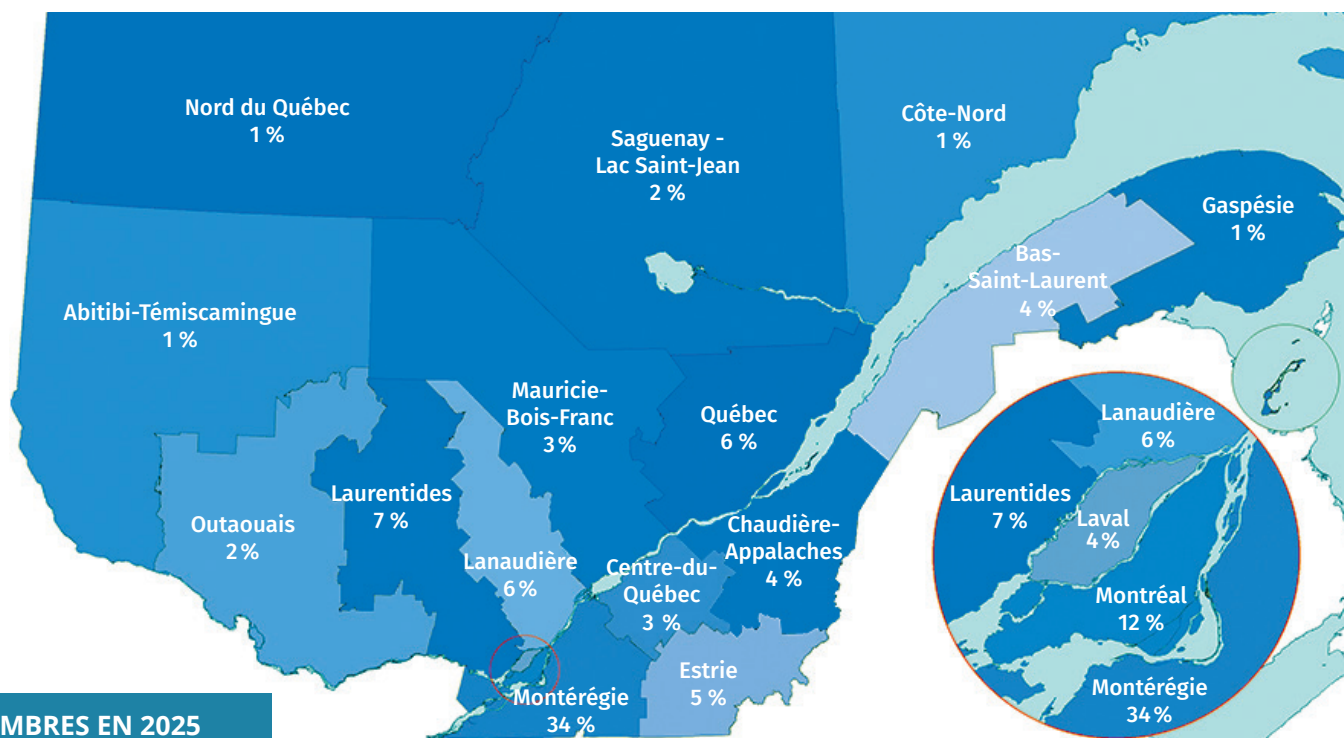 Nord du Québec
1 %
Saguenay -
Lac Saint-Jean
2 %
Côte-Nord
1 %
Gaspésie
1 %
Bas-
Saint-Laurent
4 %
Abitibi-Témiscamingue
1 %
Mauricie-
Bois-Franc
3 %
Québec
6 %
Outaouais
2 %
Laurentides
7 %
Lanaudière
6 %
Centre-du-
Québec
3 %
Chaudière-
Appalaches
4 %
Estrie
5 %
Montérégie
34 %
Lanaudière
6 %
Laurentides
7 %
Laval
4 %
Montréal
12 %
Montérégie
34 %
MBRES EN 2025